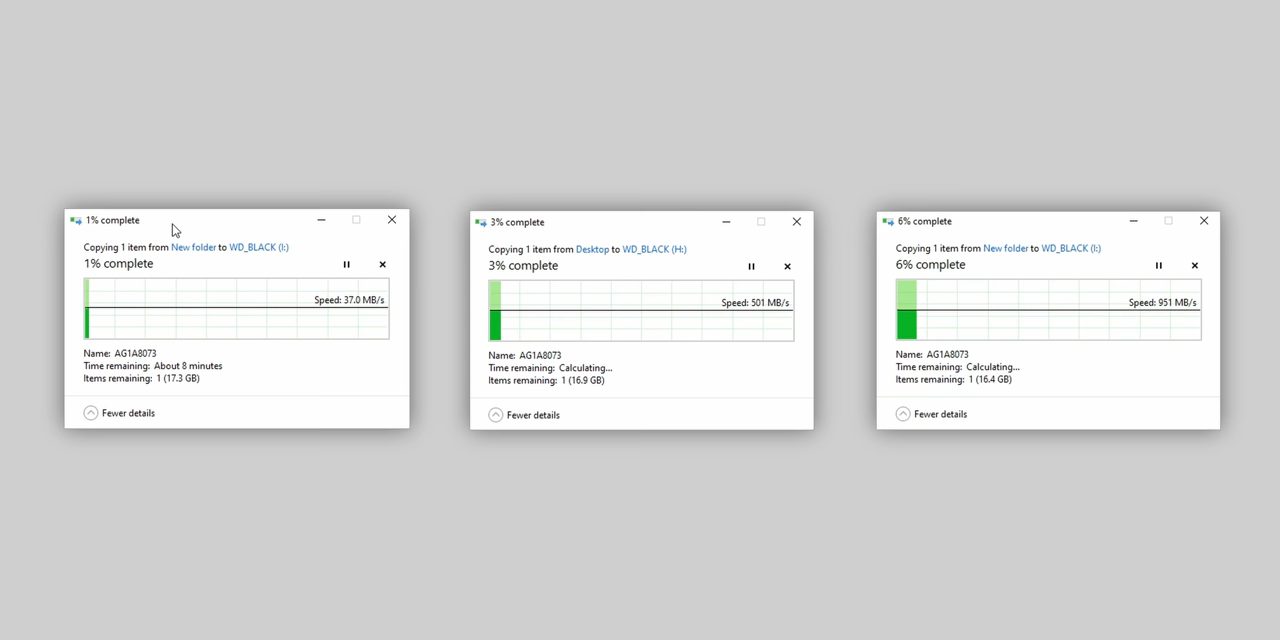 1% complete
Copying 1 item from New folder to WD_BLACK (I:)
1% complete
Speed: 37.0 MB/s
Name: AG1A8073
Time remaining: About 8 minutes
Items remaining: 1 (17.3 GB)
Fewer details
3% complete
Copying 1 item from Desktop to WD_BLACK (H:)
3% complete
Speed: 501 MB/s
Name: AG1A8073
Time remaining: Calculating...
Items remaining: 1 (16.9 GB)
Fewer details
6% complete
Copying 1 item from New folder to WD_BLACK (I:)
6% complete
Speed: 951 MB/s
Name: AG1A8073
Time remaining: Calculating...
Items remaining: 1 (16.4 GB)
Fewer details